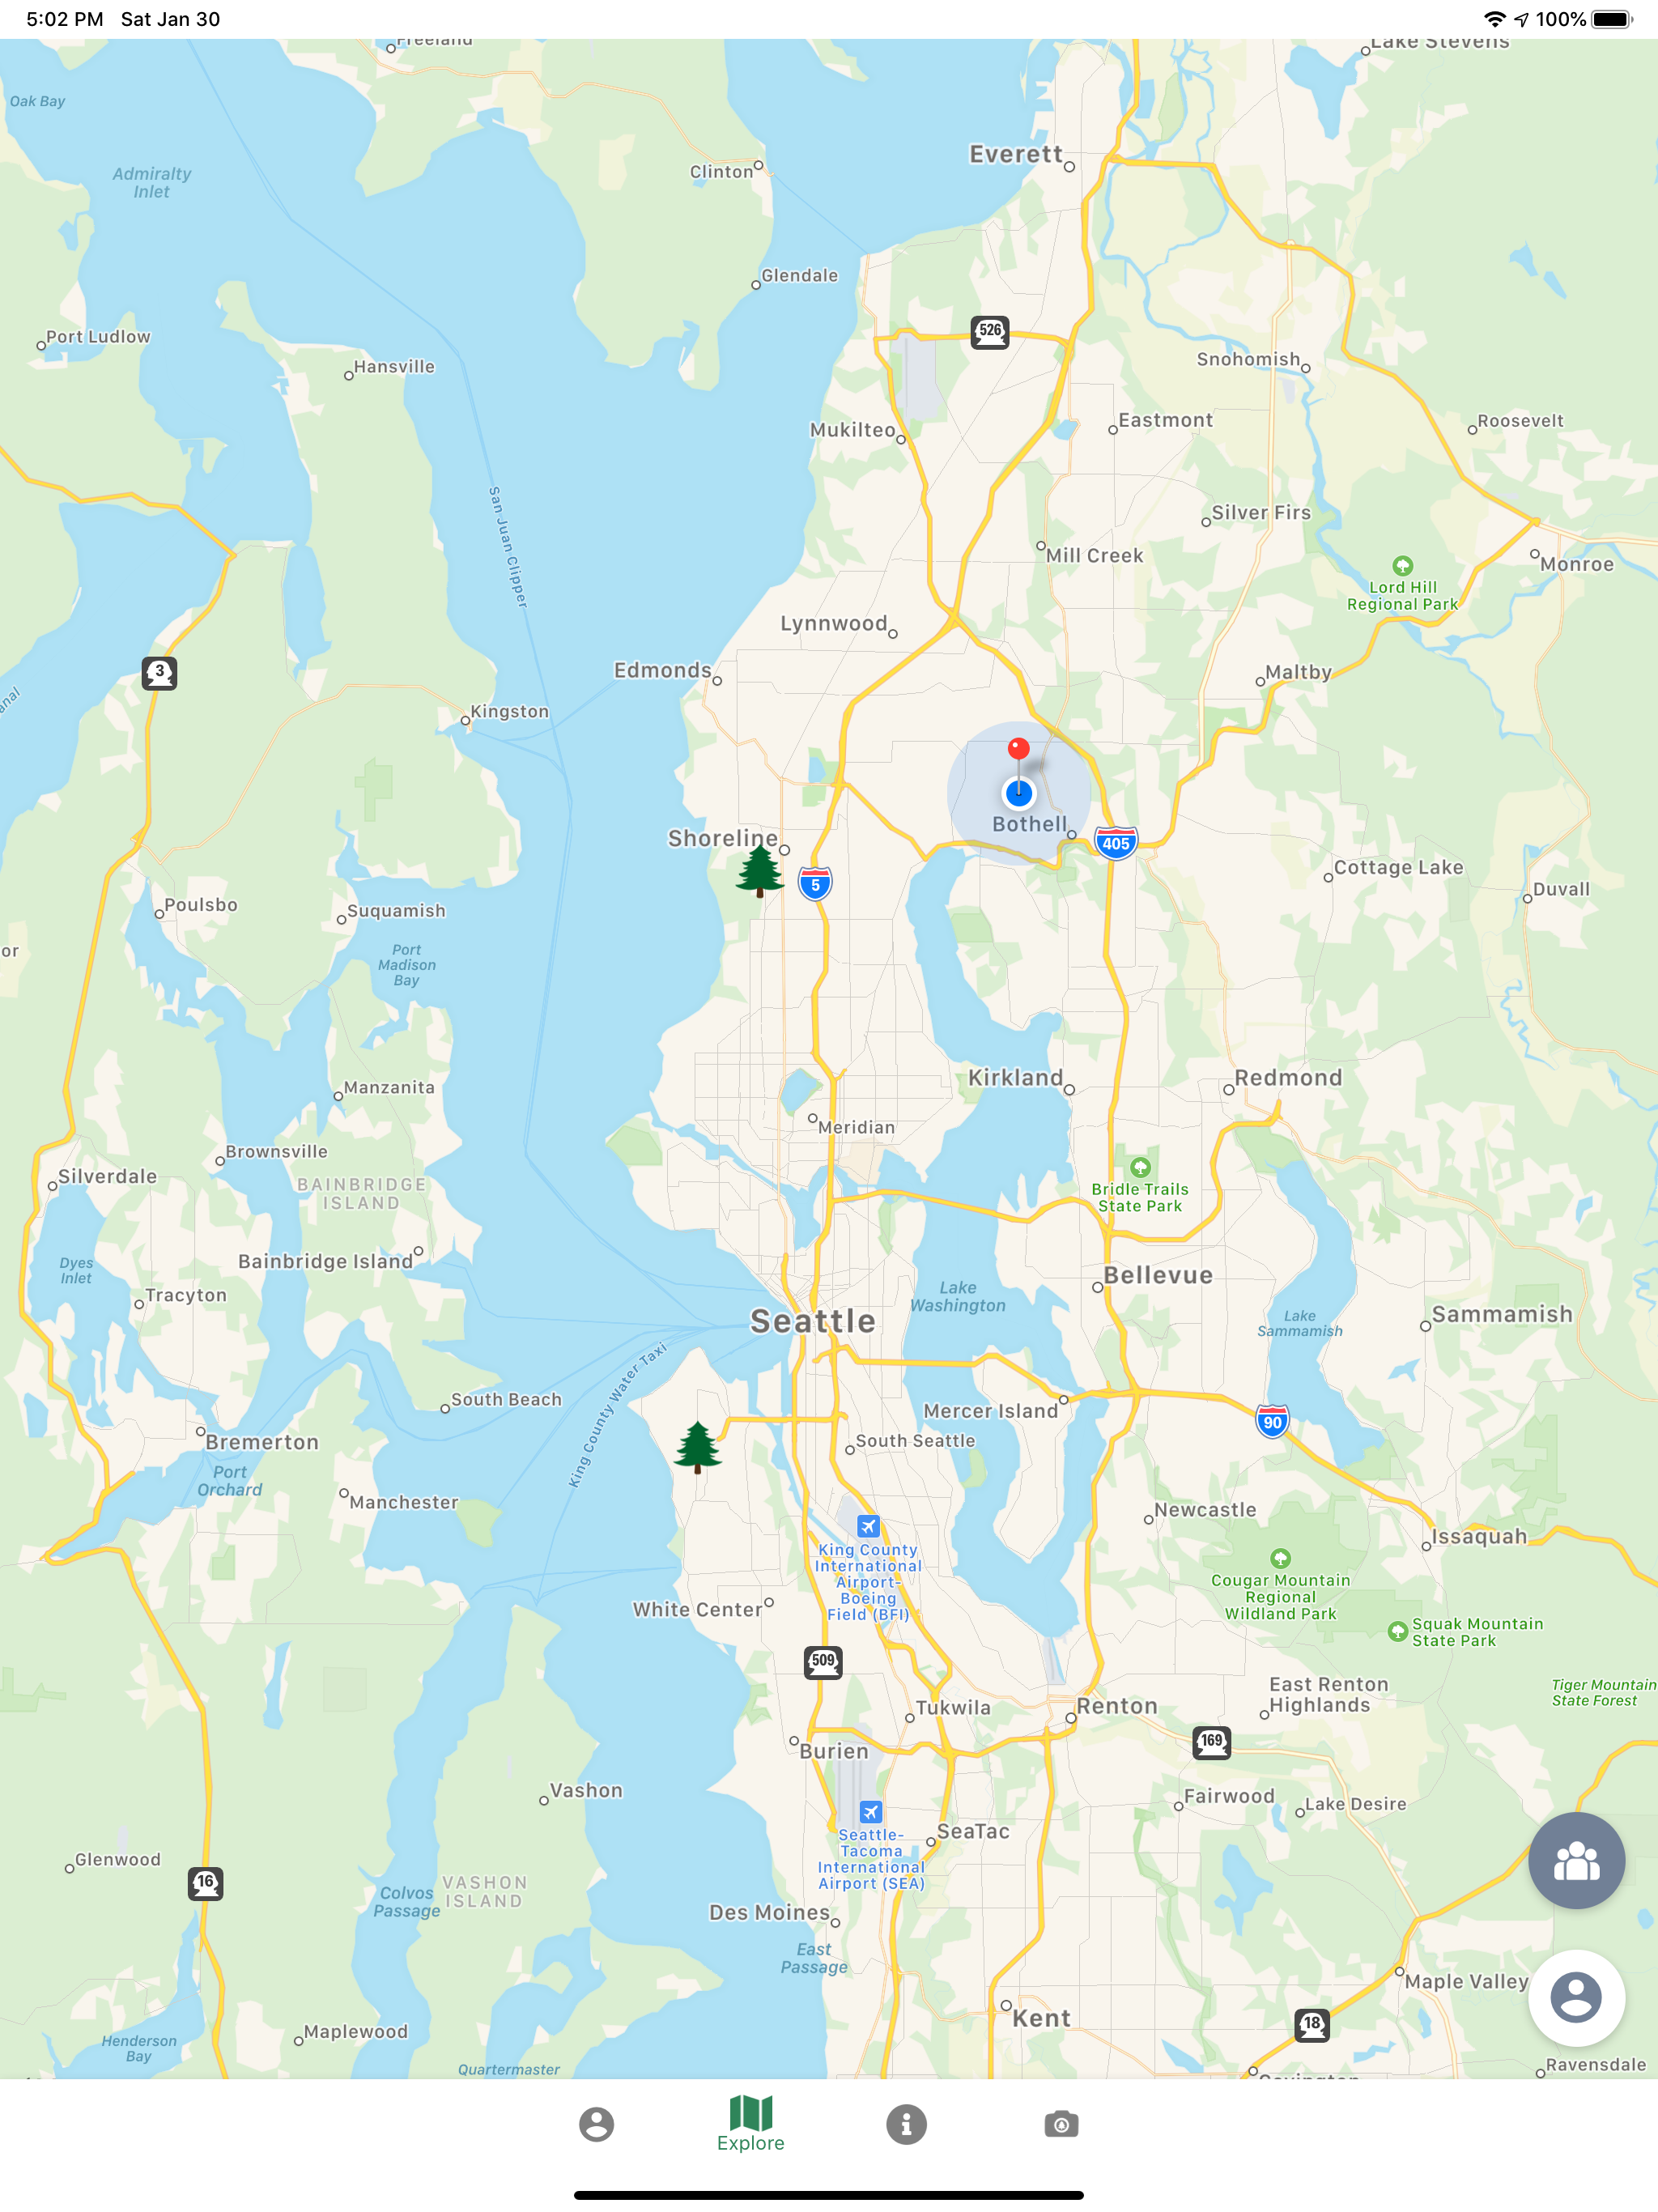 5:02 PM Sat Jan 30
100%
Freeland
Lake Stevens
Oak Bay
Everett
Clinton
Admiralty
Inlet
Glendale
526
Port Ludlow
Hansville
Snohomish
Mukilteo
Eastmont
Roosevelt
San Juan Clipper
Silver Firs
Mill Creek
Monroe
Lord Hill
Regional Park
Lynnwood
3
Edmonds
Maltby
Kingston
Bothell
405
Shoreline
5
Cottage Lake
Duvall
Poulsbo
Suquamish
or
Port
Madison
Bay
Kirkland
Redmond
Manzanita
Meridian
Brownsville
Silverdale
BAINBRIDGE
ISLAND
Bridle Trails
State Park
Bainbridge Island
Dyes
Inlet
Bellevue
Tracyton
Lake
Washington
Seattle
Lake
Sammamish
Sammamish
King County Water Taxi
South Beach
Mercer Island
90
Bremerton
South Seattle
Port
Orchard
Manchester
Newcastle
Issaquah
King County
International
Airport-
Boeing
Field (BFI)
Cougar Mountain
Regional
Wildland Park
White Center
Squak Mountain
State Park
509
East Renton
Highlands
Tiger Mountain
State Forest
Tukwila
Renton
169
Burien
Vashon
Fairwood
Lake Desire
Seattle-
Tacoma
International
Airport (SEA)
SeaTac
Glenwood
16
VASHON
ISLAND
Colvos
Passage
Des Moines
East
Passage
Maple Valley
Kent
18
Maplewood
Henderson
Bay
Quartermaster
Ravensdale
Covington
Explore